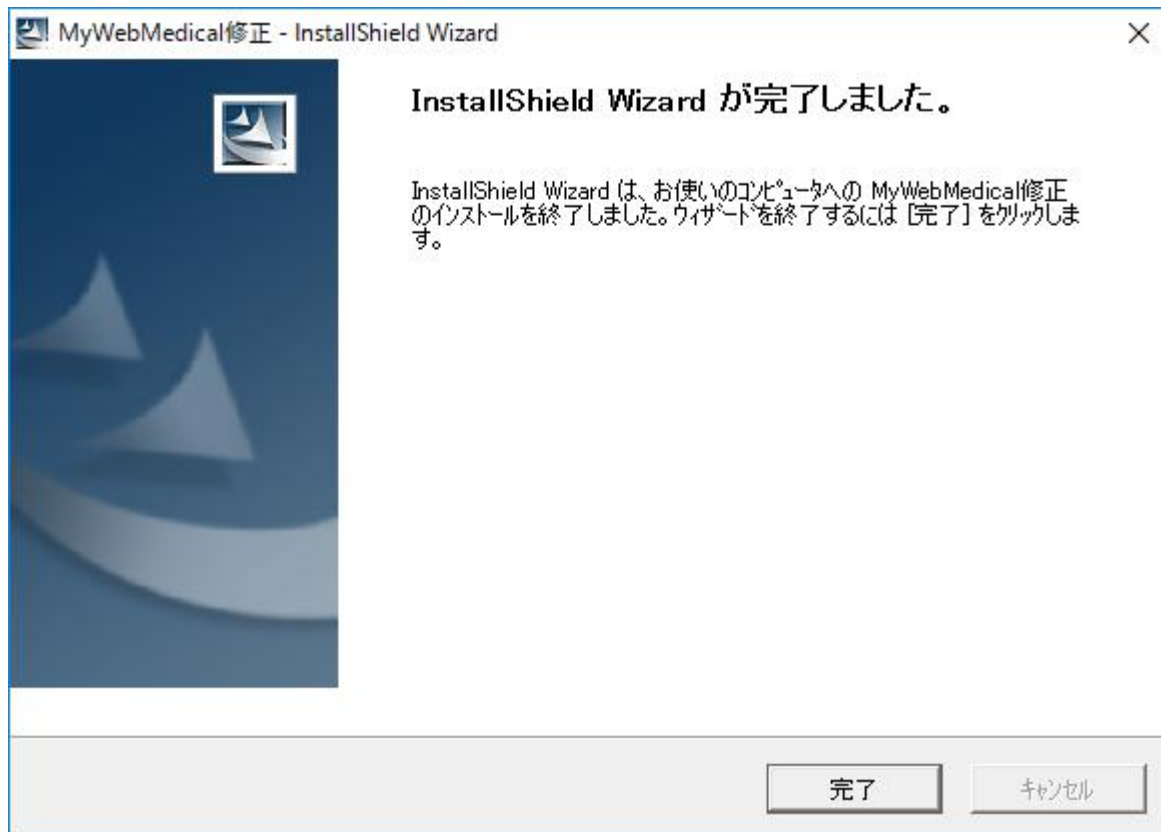 MyWebMedical修正 - InstallShield Wizard
InstallShield Wizard が完了しました。
InstallShield Wizard は、お使いのｺﾝﾋﾟｭｰﾀへの MyWebMedical修正
のｲﾝｽﾄｰﾙを終了しました。ｳｨｻﾞｰﾄﾞを終了するには [完了] をｸﾘｯｸしま
す。
完了
ｷｬﾝｾﾙ